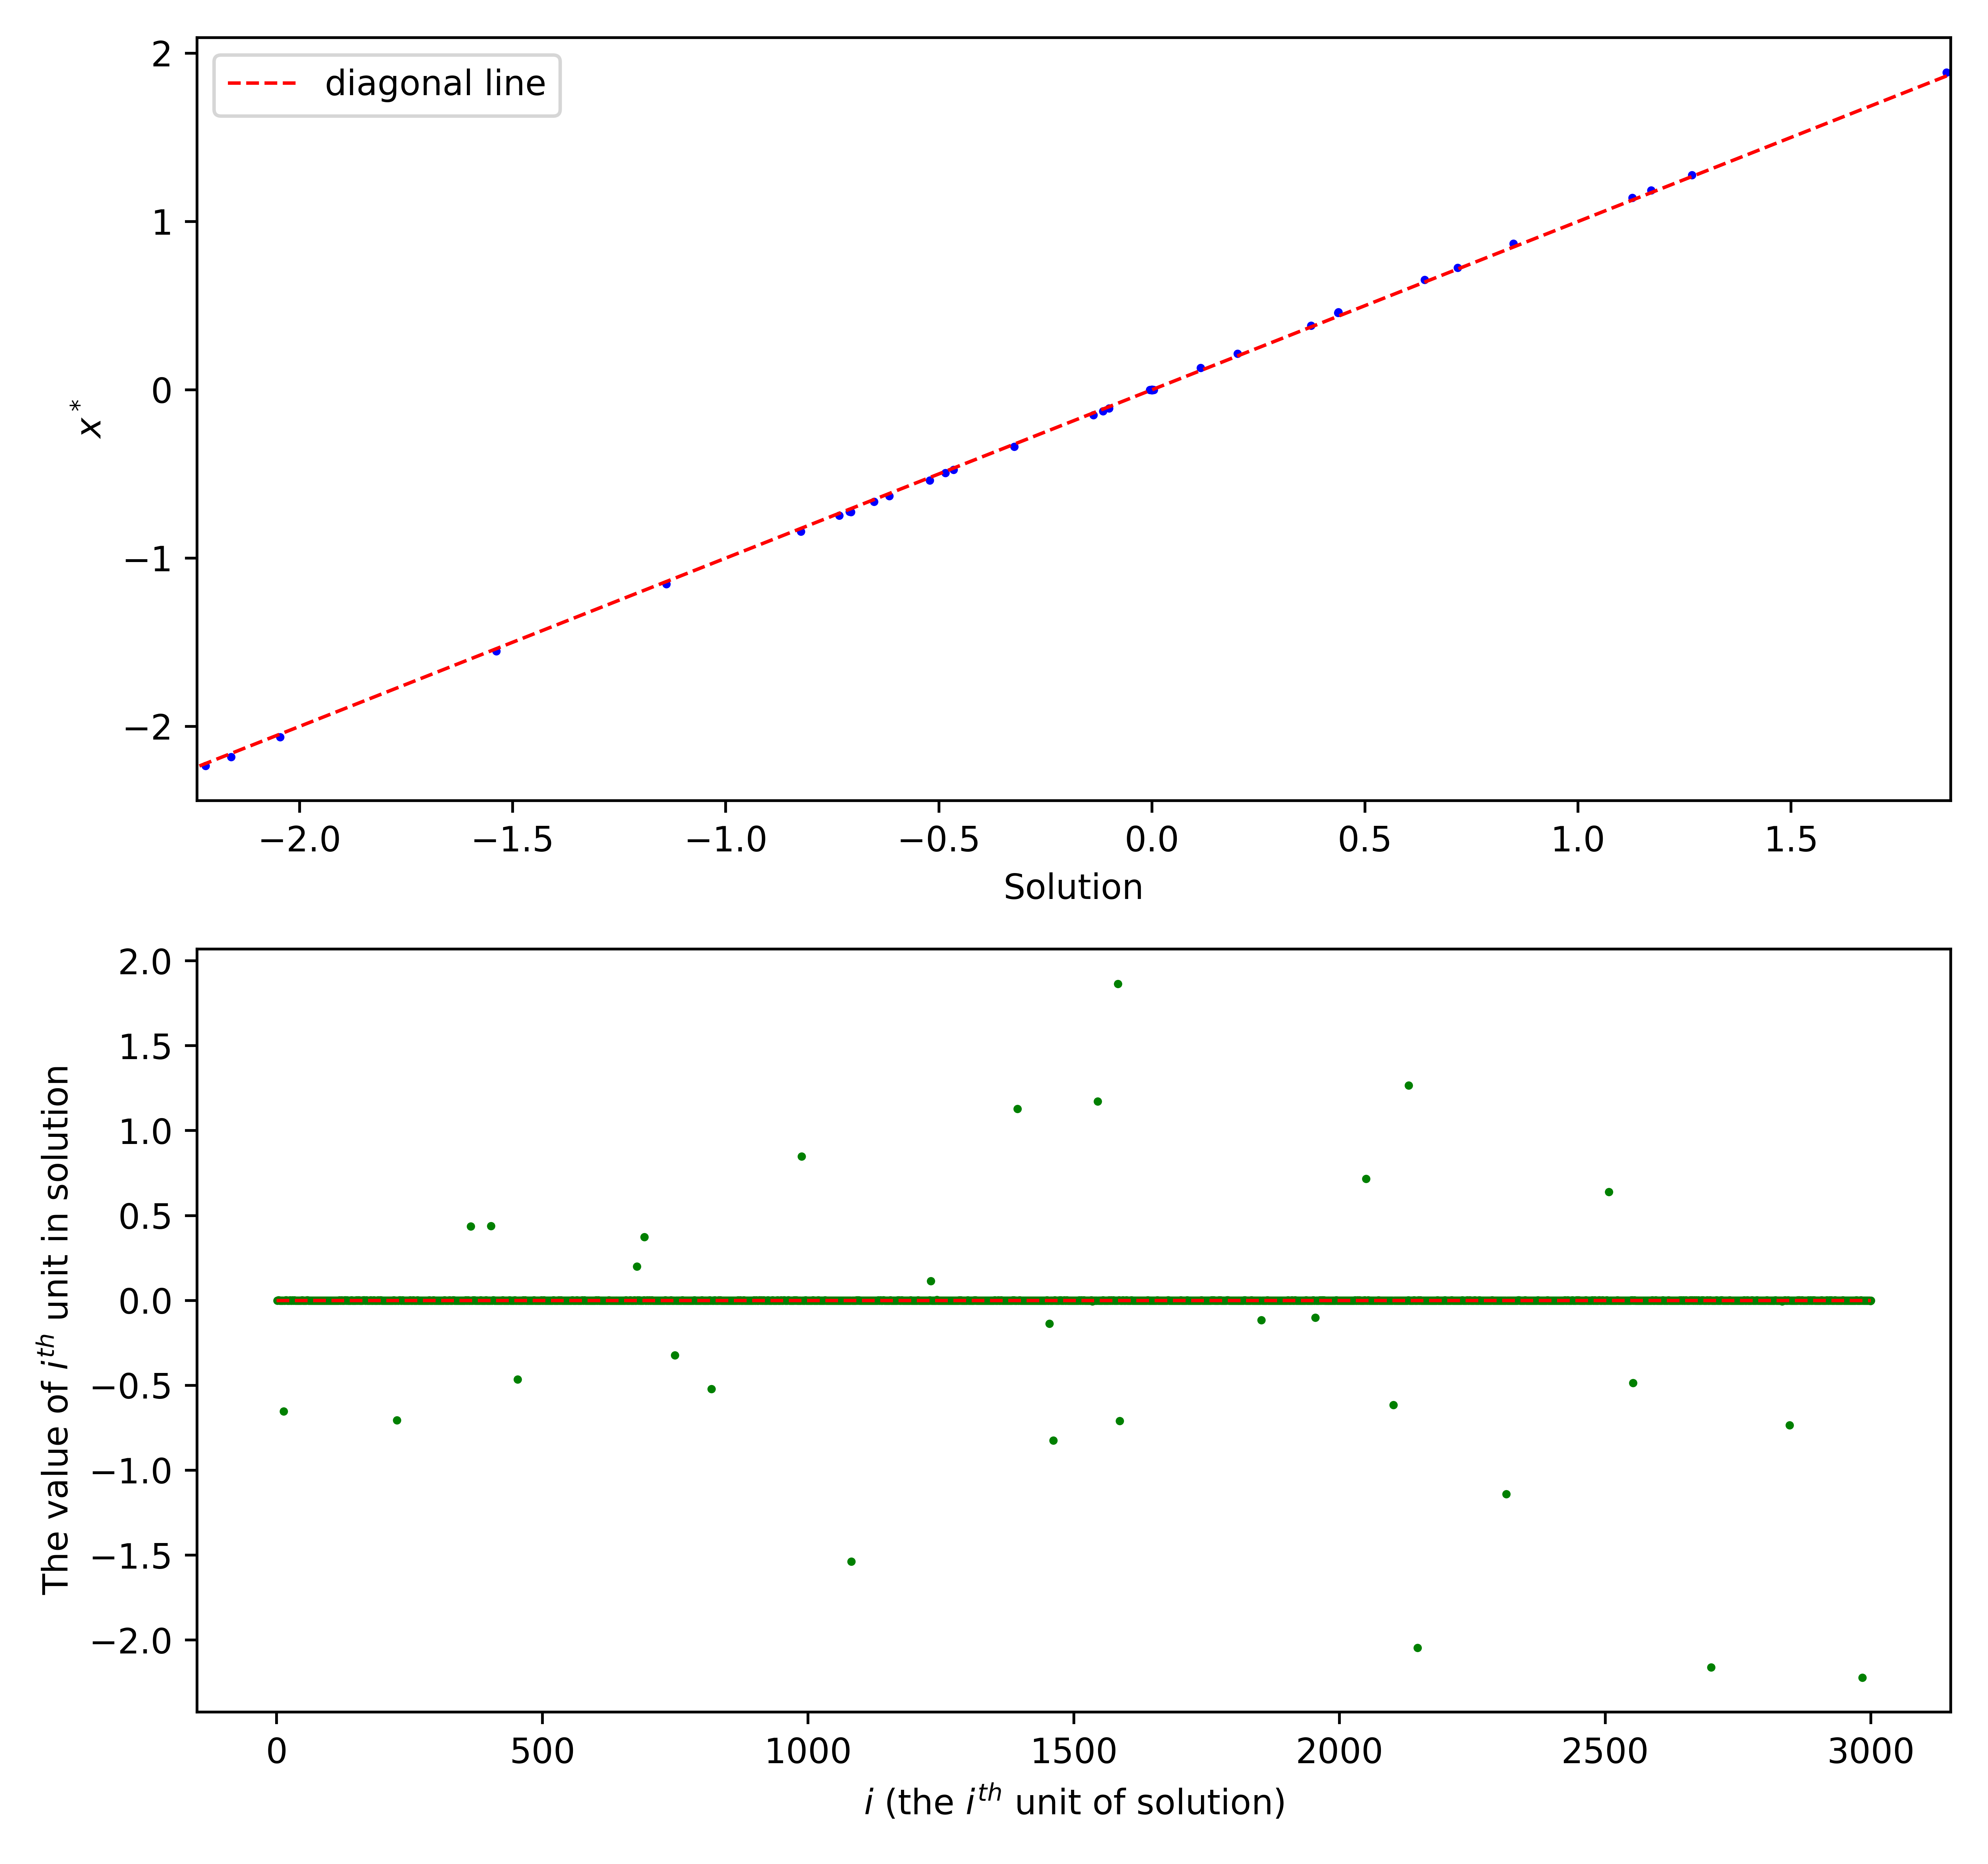 diagonal line
2
1
0
−1
−2
x*
−2.0 −1.5 −1.0 −0.5 0.0 0.5 1.0 1.5
Solution
2.0
1.5
1.0
0.5
0.0
−0.5
−1.0
−1.5
−2.0
The value of i^th unit in solution
0 500 1000 1500 2000 2500 3000
i (the i^th unit of solution)